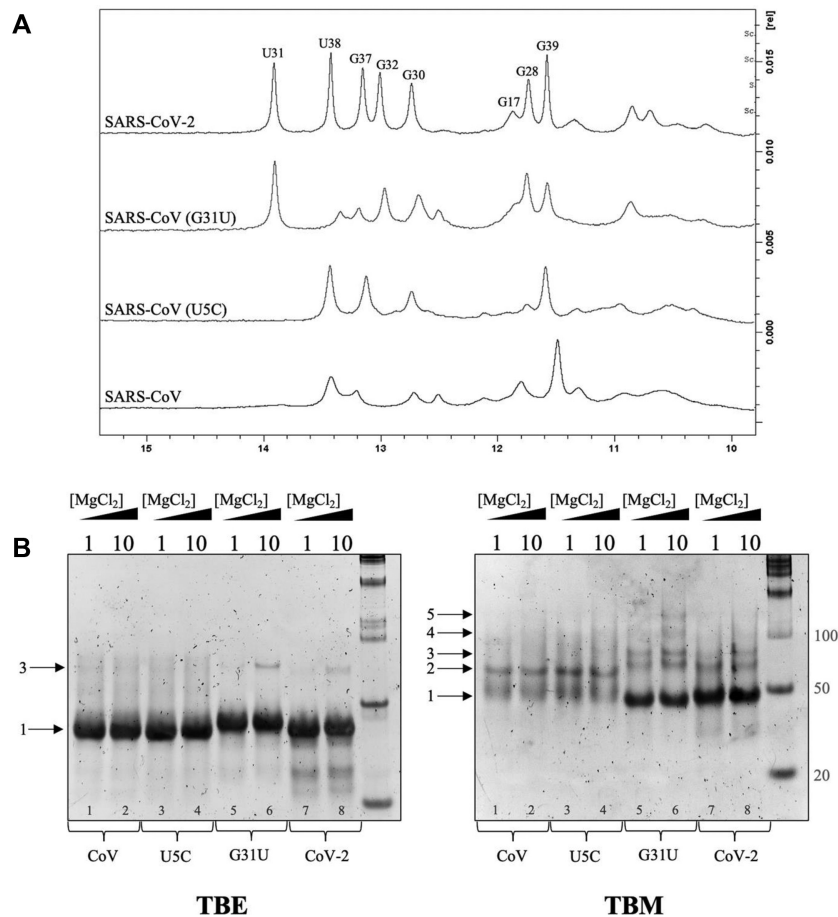 A
U31
U38
G37
G32
G30
G17
G28
G39
[rel]
Sc.
S
S.
Sc.
0.015
0.010
0.005
0.000
SARS-CoV-2
SARS-CoV (G31U)
SARS-CoV (U5C)
SARS-CoV
15 14 13 12 11 10
B
[MgCl2] [MgCl2] [MgCl2] [MgCl2]
1 10 1 10 1 10 1 10
3
1
1 2 3 4 5 6 7 8
CoV U5C G31U CoV-2
TBE
[MgCl2] [MgCl2] [MgCl2] [MgCl2]
1 10 1 10 1 10 1 10
5
4
3
2
1
100
50
20
1 2 3 4 5 6 7 8
CoV U5C G31U CoV-2
TBM